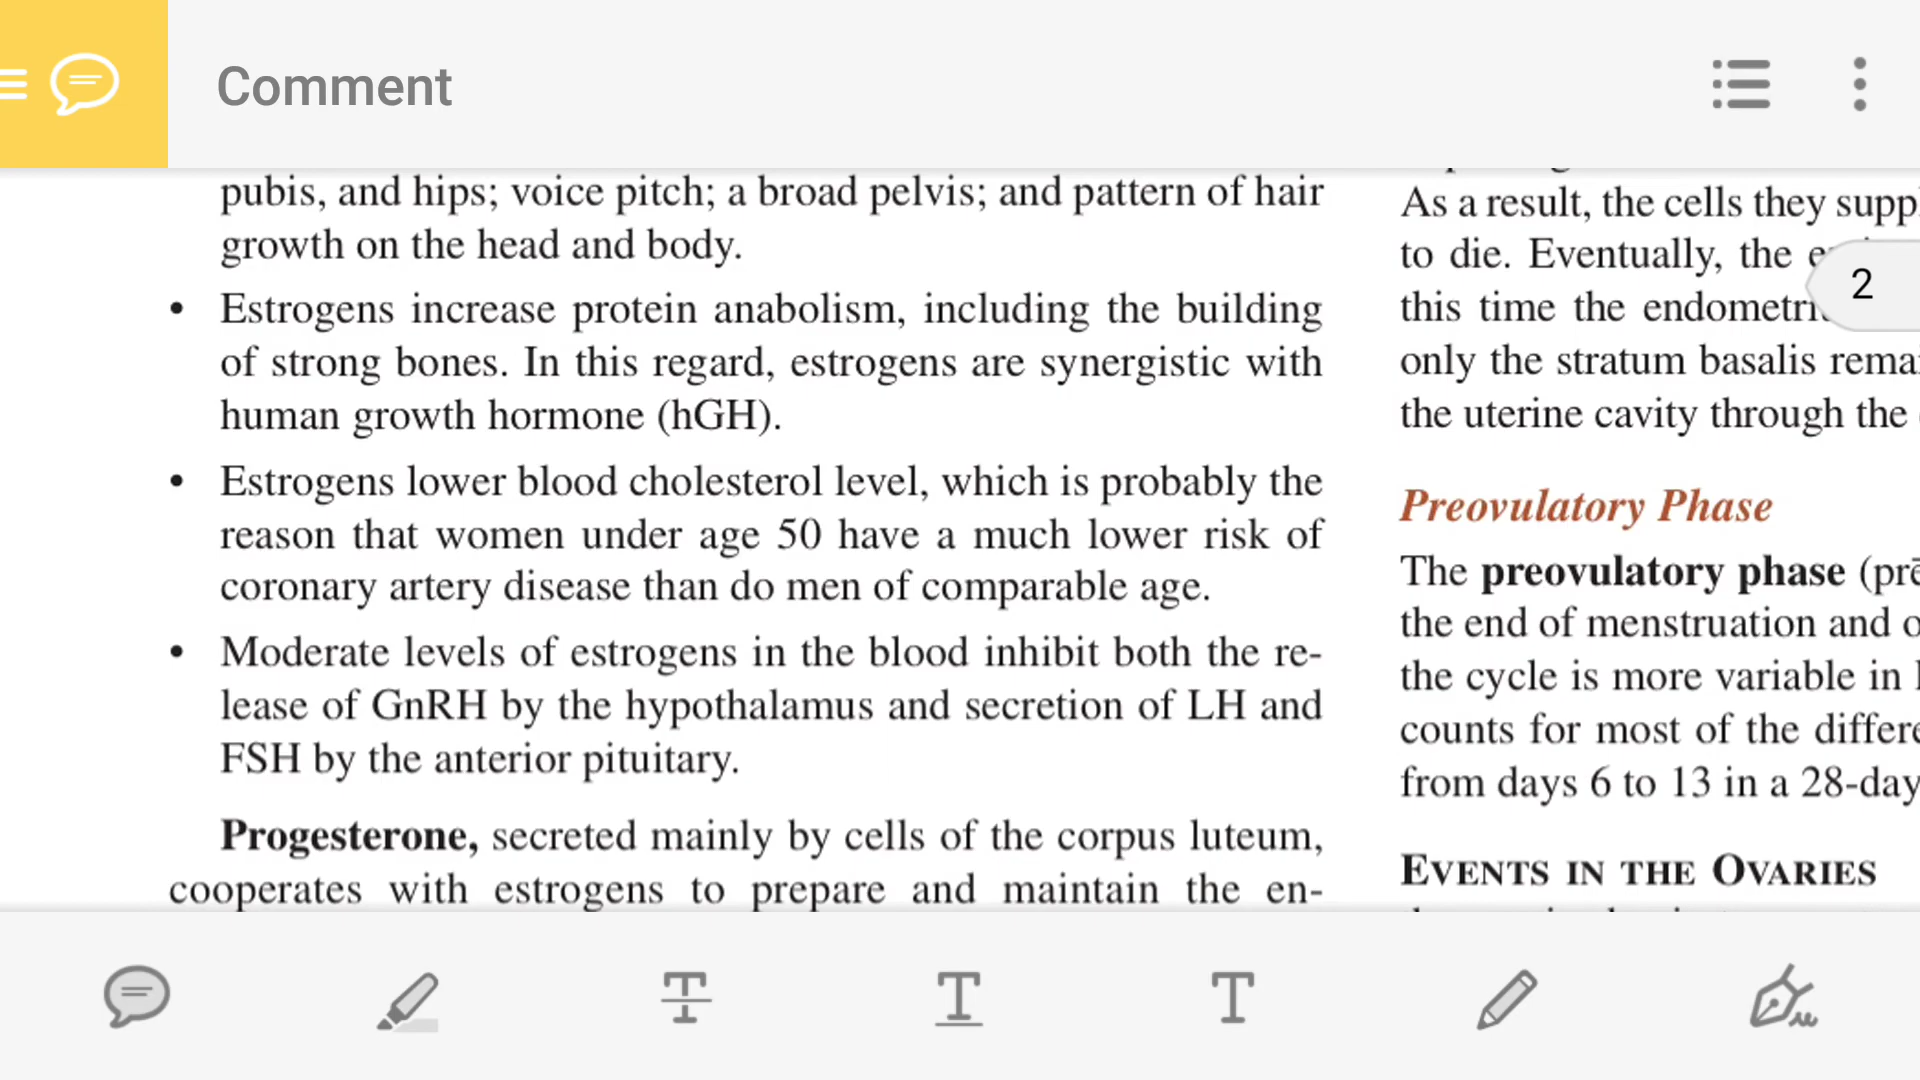 Comment
pubis, and hips; voice pitch; a broad pelvis; and pattern of hair
growth on the head and body.
• Estrogens increase protein anabolism, including the building
of strong bones. In this regard, estrogens are synergistic with
human growth hormone (hGH).
• Estrogens lower blood cholesterol level, which is probably the
reason that women under age 50 have a much lower risk of
coronary artery disease than do men of comparable age.
• Moderate levels of estrogens in the blood inhibit both the re-
lease of GnRH by the hypothalamus and secretion of LH and
FSH by the anterior pituitary.
Progesterone, secreted mainly by cells of the corpus luteum,
cooperates with estrogens to prepare and maintain the en-
As a result, the cells they
to die. Eventually, the
2
this time the
only the stratum basalis
the uterine cavity through the
Preovulatory Phase
The preovulatory phase
the end of menstruation and
the cycle is more variable in
counts for most of the
from days 6 to 13 in a 28-day
EVENTS IN THE OVARIES